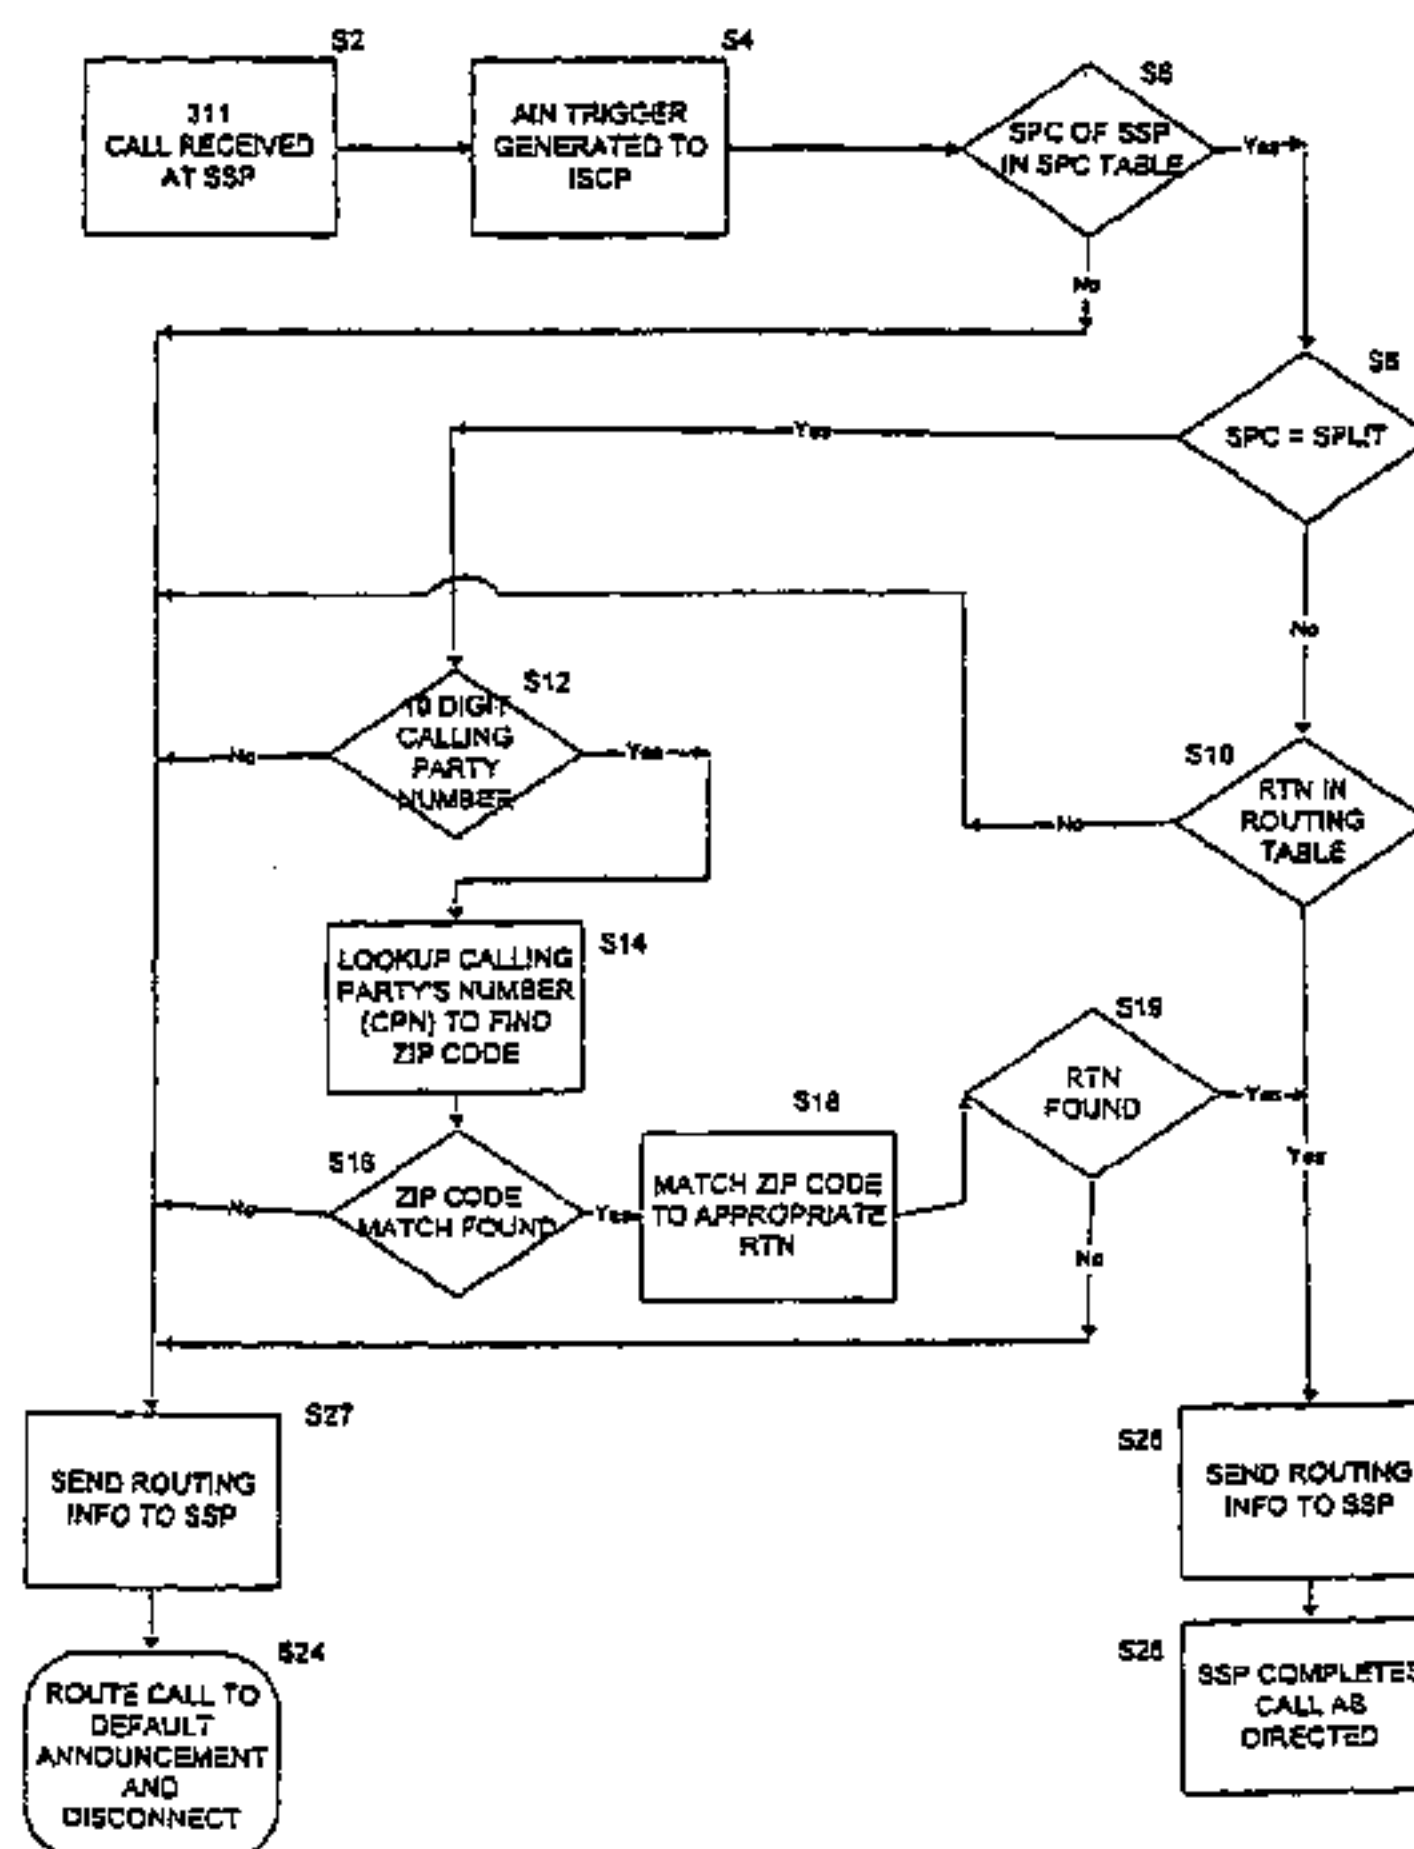 S2
311
CALL RECEIVED
AT SSP
S4
AIN TRIGGER
GENERATED TO
ISCP
S6
SPC OF SSP
IN SPC TABLE
Yes
No
SPC = SPLIT
Yes
No
S12
10 DIGIT
CALLING
PARTY
NUMBER
No
Yes
S10
RTN IN
ROUTING
TABLE
No
Yes
S14
LOOKUP CALLING
PARTY'S NUMBER
(CPN) TO FIND
ZIP CODE
S16
ZIP CODE
MATCH FOUND
No
Yes
S18
MATCH ZIP CODE
TO APPROPRIATE
RTN
S19
RTN
FOUND
Yes
No
S27
SEND ROUTING
INFO TO SSP
S24
ROUTE CALL TO
DEFAULT
ANNOUNCEMENT
AND
DISCONNECT
SEND ROUTING
INFO TO SSP
SSP COMPLETES
CALL AS
DIRECTED